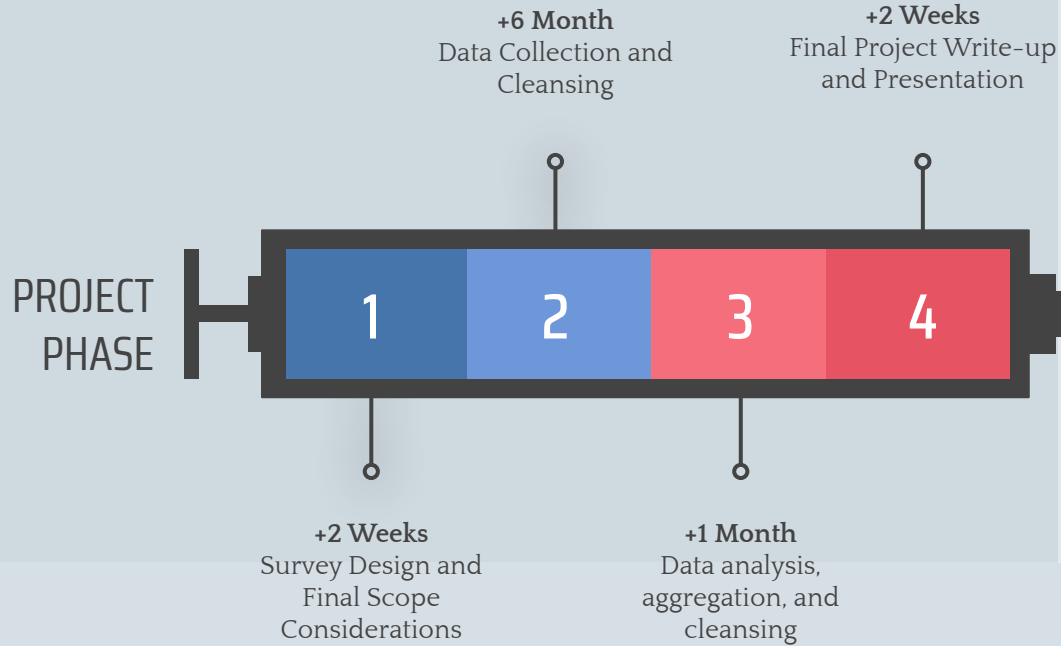 +6 Month
Data Collection and
Cleansing
+2 Weeks
Final Project Write-up
and Presentation
PROJECT
PHASE
1
2
3
4
+2 Weeks
Survey Design and
Final Scope
Considerations
+1 Month
Data analysis,
aggregation, and
cleansing